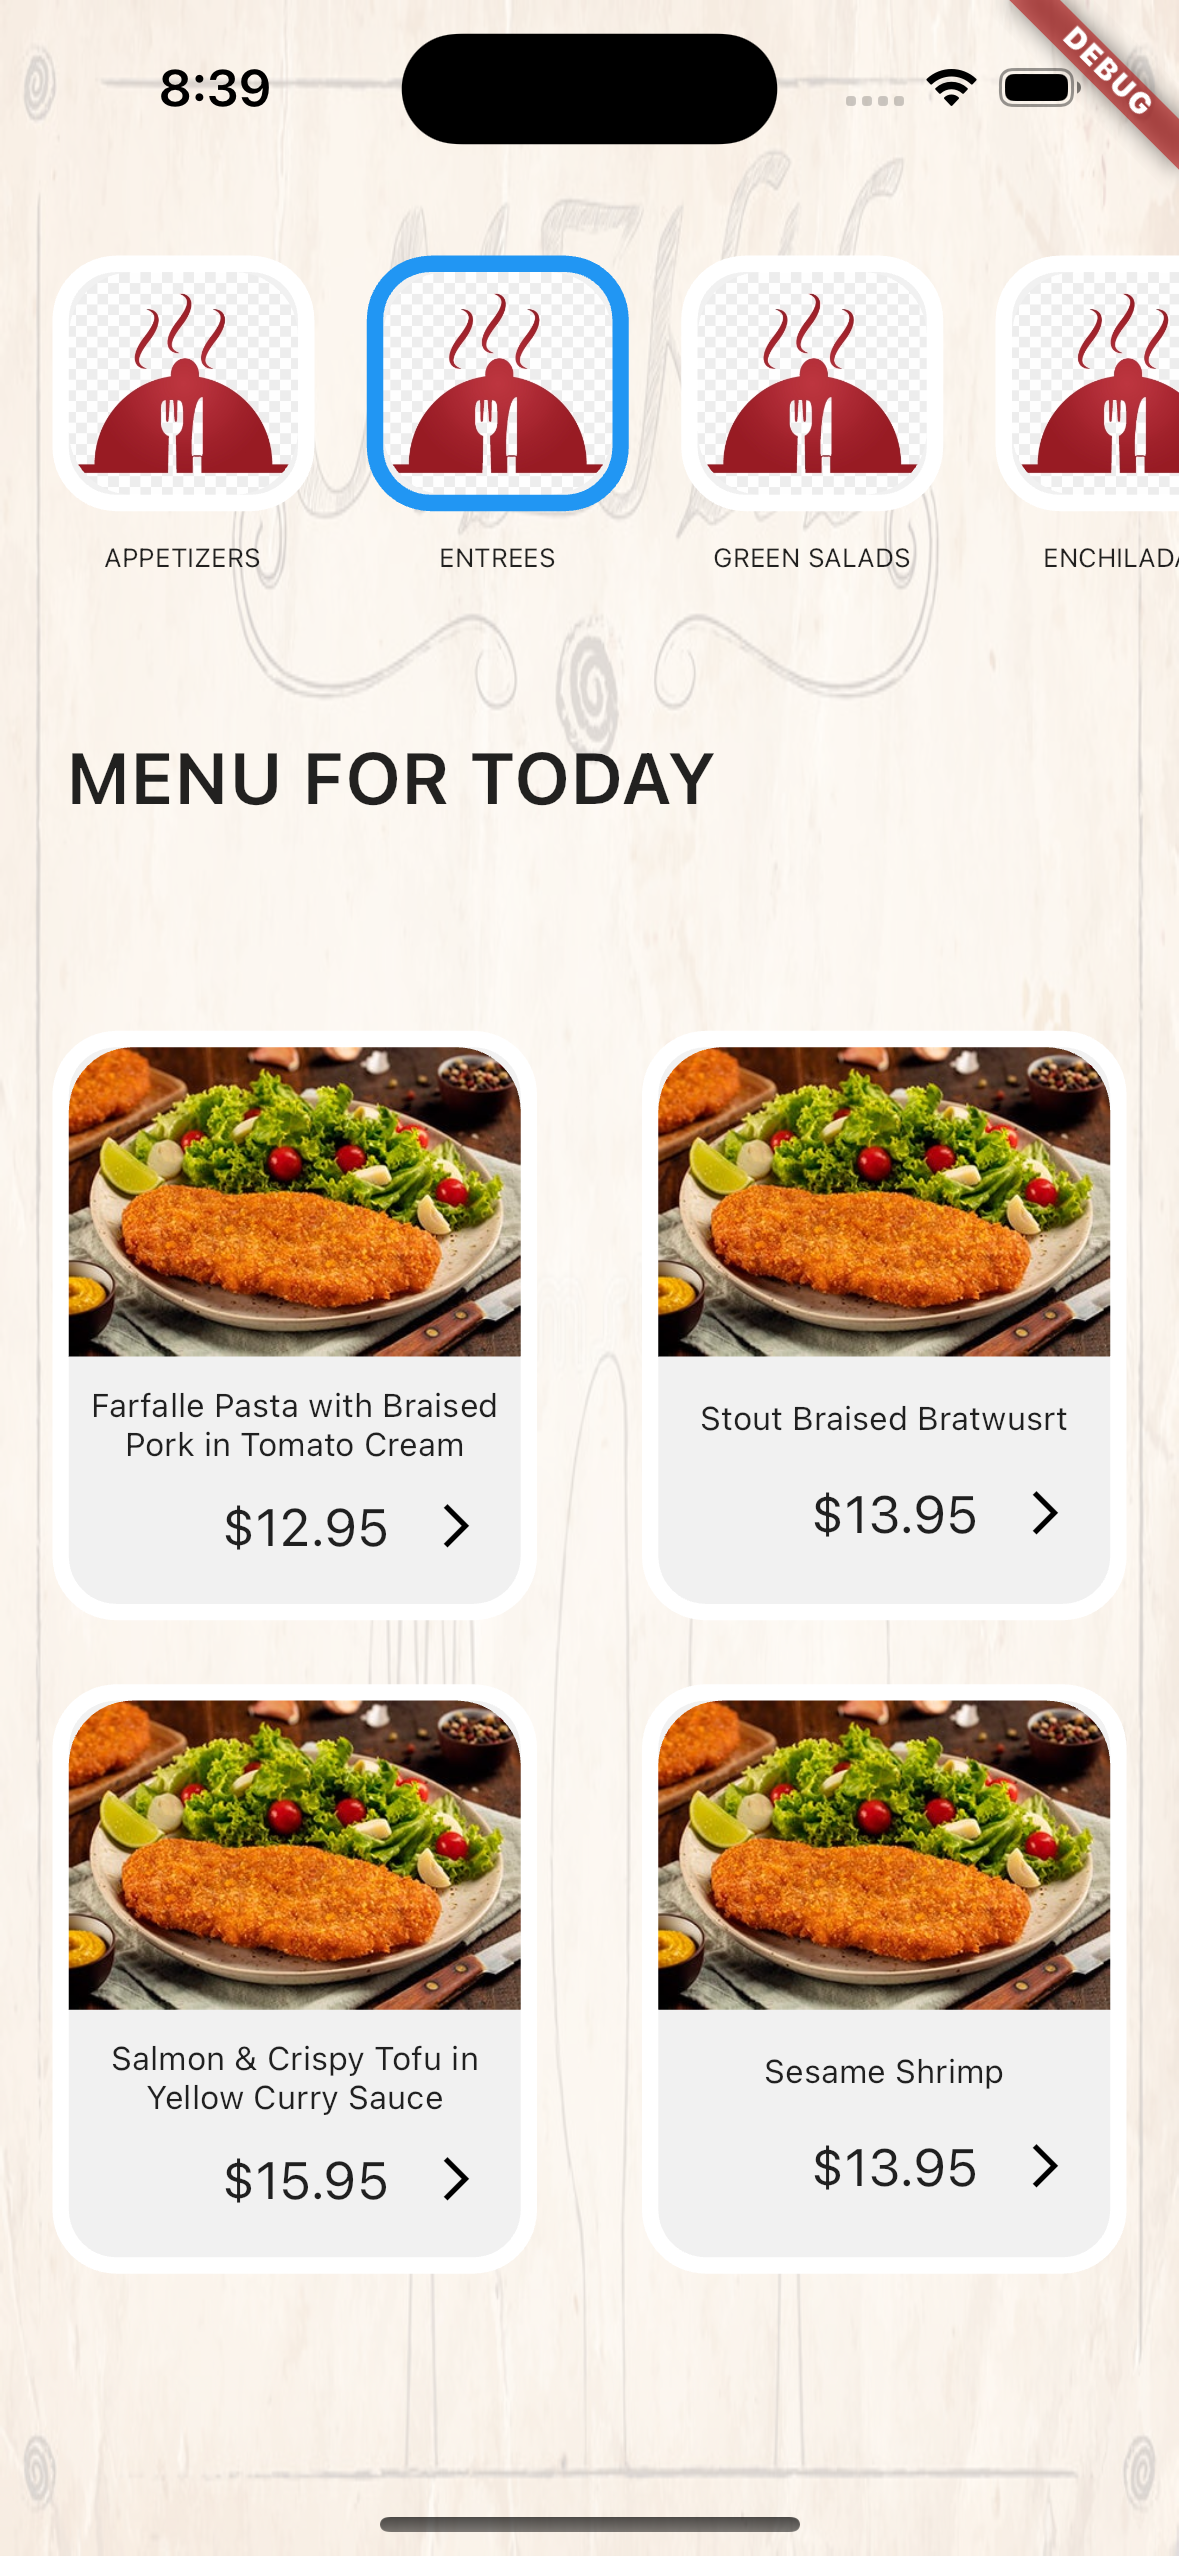 8:39
DEBUG
APPETIZERS
ENTREES
GREEN SALADS
ENCHILADA
MENU FOR TODAY
Farfalle Pasta with Braised
Pork in Tomato Cream
$12.95
Stout Braised Bratwusrt
$13.95
Salmon & Crispy Tofu in
Yellow Curry Sauce
$15.95
Sesame Shrimp
$13.95